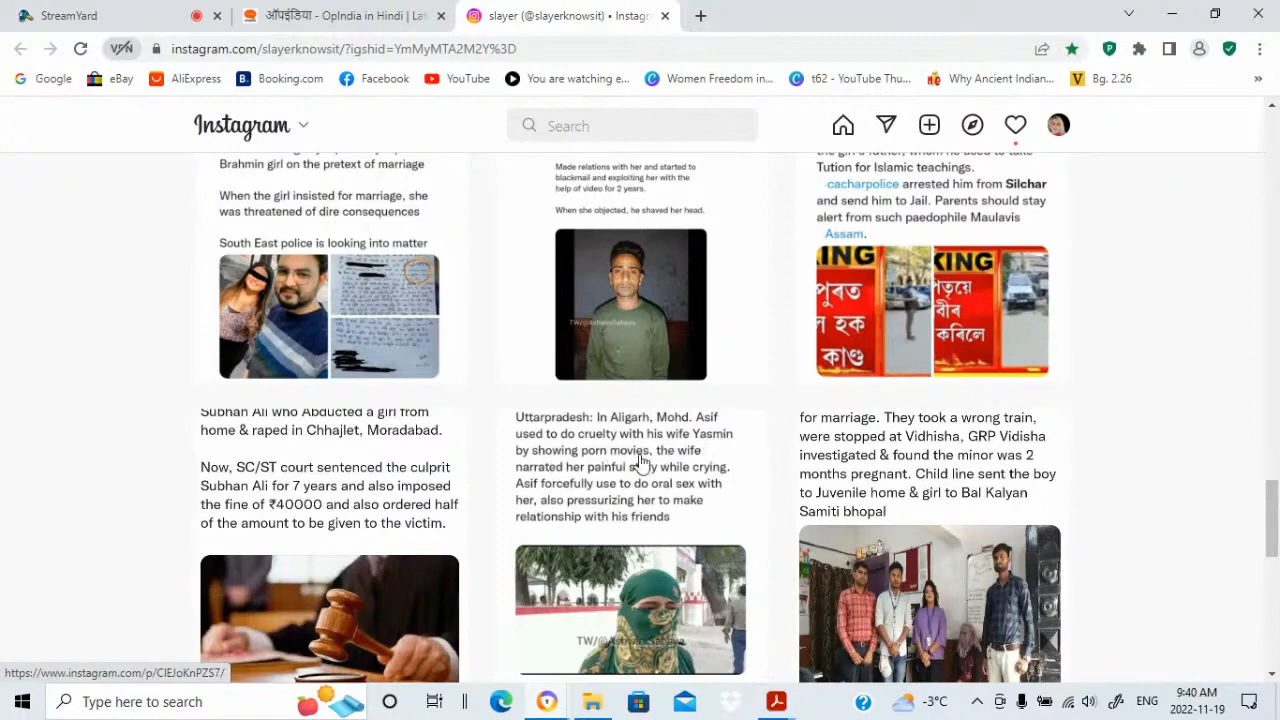 StreamYard
OpIndia in Hindi | Lat
slayer (@slayerknowsit) • Instagr
VPN
instagram.com/slayerknowsit/?igshid=YmMyMTA2M2Y%3D
Google
eBay
AliExpress
Booking.com
Facebook
YouTube
You are watching e...
Women Freedom in...
t62 - YouTube Thu...
Why Ancient Indian...
Bg. 2.26
Instagram
Search
Brahmin girl on the pretext of marriage
When the girl insisted for marriage, she
was threatened of dire consequences
South East police is looking into matter
Made relations with her and started to
blackmail and exploiting her with the
help of video for 2 years.
When she objected, he shaved her head.
the girl's father, whom he used to take
Tution for Islamic teachings.
cacharpolice arrested him from Silchar
and send him to Jail. Parents should stay
alert from such paedophile Maulavis
Assam.
KING
KING
Subhan Ali who Abducted a girl from
home & raped in Chhajlet, Moradabad.
Now, SC/ST court sentenced the culprit
Subhan Ali for 7 years and also imposed
the fine of ₹40000 and also ordered half
of the amount to be given to the victim.
Uttarpradesh: In Aligarh, Mohd. Asif
used to do cruelty with his wife Yasmin
by showing porn movies, the wife
narrated her painful while crying.
Asif forcefully use to do oral sex with
her, also pressurizing her to make
relationship with his friends
for marriage. They took a wrong train,
were stopped at Vidhisha, GRP Vidisha
investigated & found the minor was 2
months pregnant. Child line sent the boy
to Juvenile home & girl to Bal Kalyan
Samiti bhopal
https://www.instagram.com/p/ClEJoKnPZS7/
Type here to search
-3°C
ENG
9:40 AM
2022-11-19